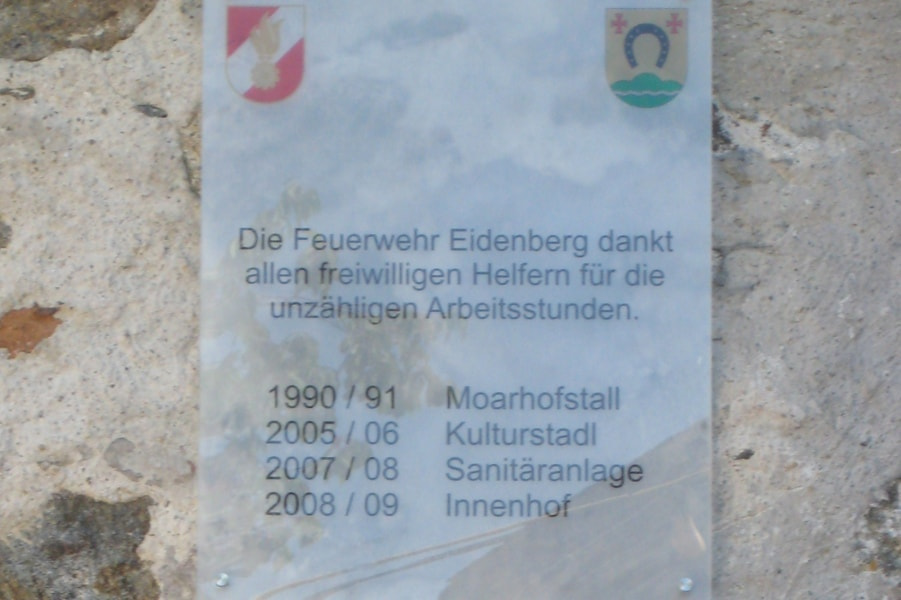 Die Feuerwehr Eidenberg dankt
allen freiwilligen Helfern für die
unzähligen Arbeitsstunden.
1990 / 91 Moarhofstall
2005 / 06 Kulturstadl
2007 / 08 Sanitäranlage
2008 / 09 Innenhof